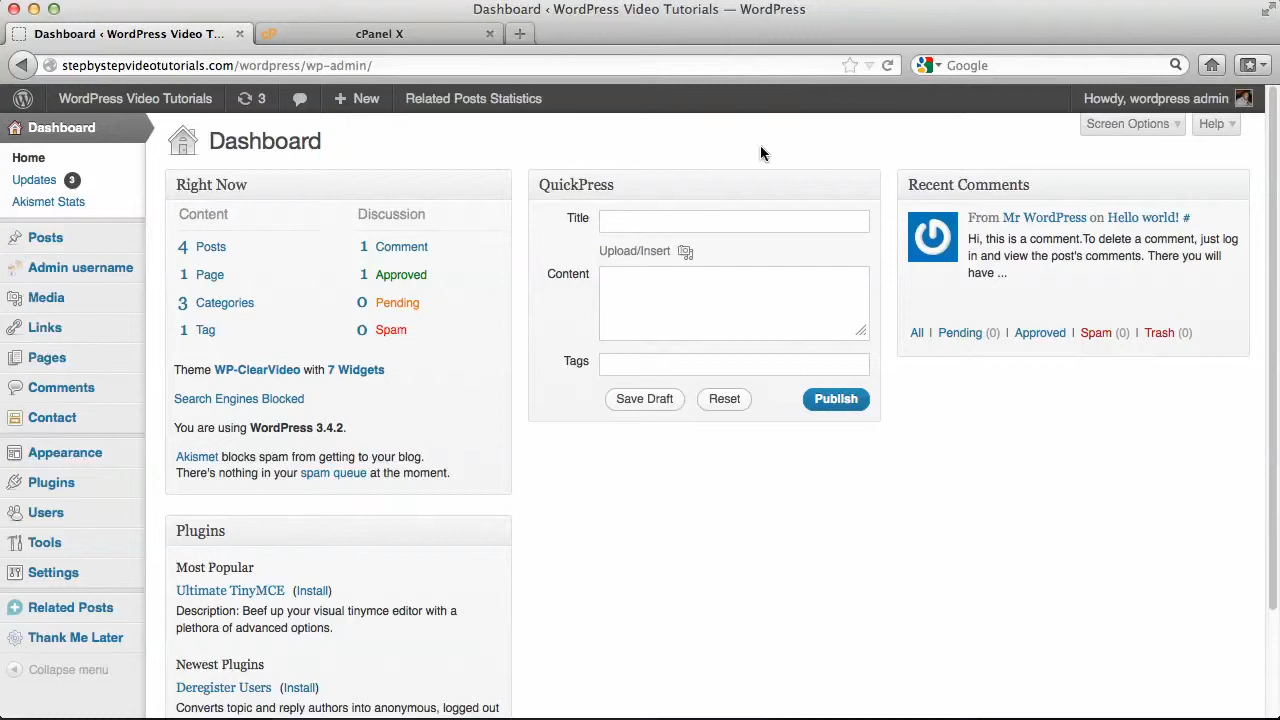 Dashboard ‹ WordPress Video Tutorials — WordPress
Dashboard ‹ WordPress Video T...
cPanel X
stepbystepvideotutorials.com/wordpress/wp-admin/
Google
WordPress Video Tutorials
3
New
Related Posts Statistics
Howdy, wordpress admin
Screen Options
Help
Dashboard
Home
Updates 3
Akismet Stats
Posts
Admin username
Media
Links
Pages
Comments
Contact
Appearance
Plugins
Users
Tools
Settings
Related Posts
Thank Me Later
Collapse menu
Dashboard
Right Now
Content
Discussion
4 Posts
1 Comment
1 Page
1 Approved
3 Categories
0 Pending
1 Tag
0 Spam
Theme WP-ClearVideo with 7 Widgets
Search Engines Blocked
You are using WordPress 3.4.2.
Akismet blocks spam from getting to your blog.
There's nothing in your spam queue at the moment.
Plugins
Most Popular
Ultimate TinyMCE (Install)
Description: Beef up your visual tinymce editor with a
plethora of advanced options.
Newest Plugins
Deregister Users (Install)
Converts topic and reply authors into anonymous, logged out
QuickPress
Title
Upload/Insert
Content
Tags
Save Draft
Reset
Publish
Recent Comments
From Mr WordPress on Hello world! #
Hi, this is a comment.To delete a comment, just log
in and view the post's comments. There you will
have ...
All | Pending (0) | Approved | Spam (0) | Trash (0)